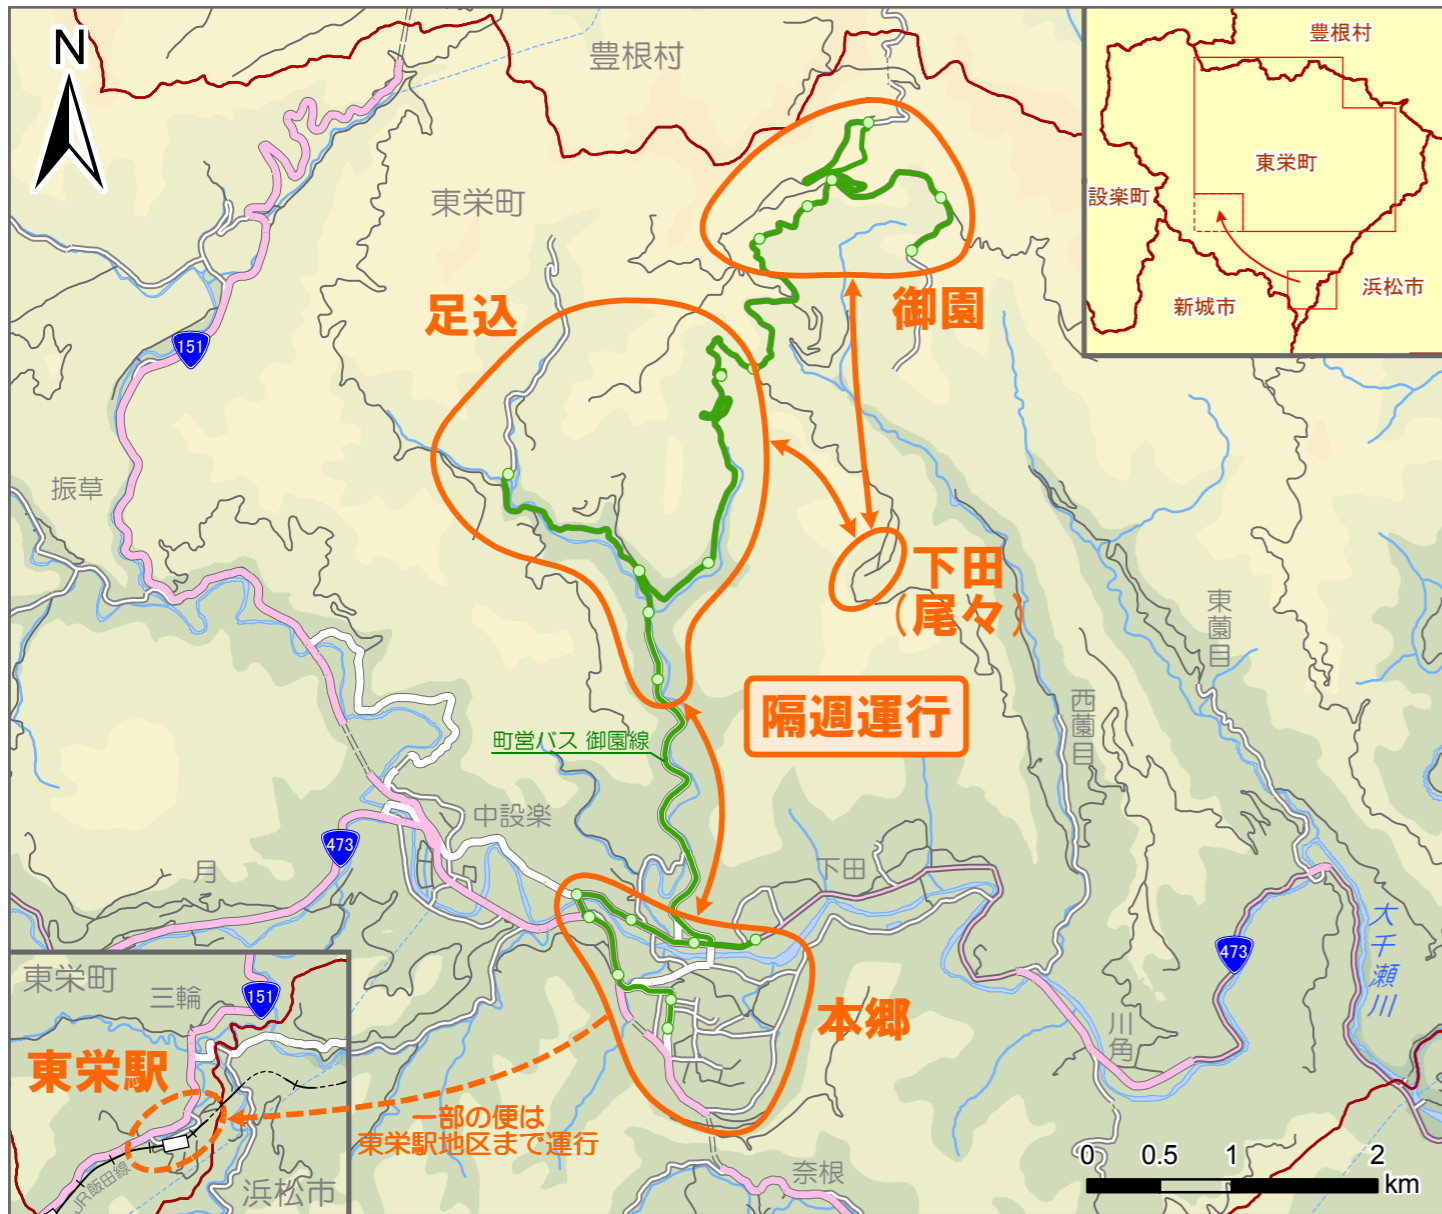 N
豊根村
東栄町
足込
御園
151
振草
下田
(尾々)
東薗目
隔週運行
西薗目
町営バス 御園線
中設楽
473
月
下田
大千瀬川
473
本郷
川角
一部の便は
東栄駅地区まで運行
奈根
0 0.5 1 2
km
豊根村
東栄町
設楽町
浜松市
新城市
東栄町
三輪
151
東栄駅
JR飯田線
浜松市